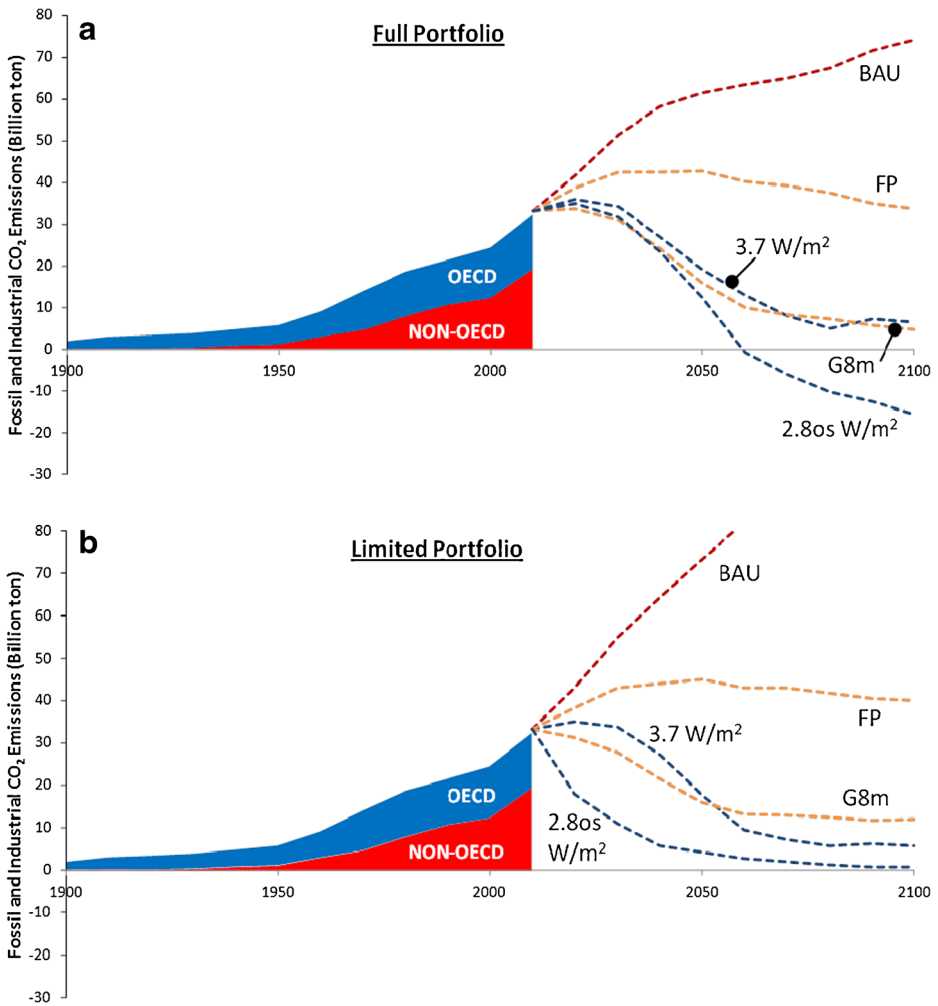 a
Full Portfolio
Fossil and Industrial CO₂ Emissions (Billion ton)
80
70
60
50
40
30
20
10
0
-10
-20
-30
1900
1950
2000
2050
2100
OECD
NON-OECD
BAU
FP
3.7 W/m²
G8m
2.8os W/m²
b
Limited Portfolio
Fossil and Industrial CO₂ Emissions (Billion ton)
80
70
60
50
40
30
20
10
0
-10
-20
-30
1900
1950
2000
2050
2100
OECD
NON-OECD
BAU
FP
3.7 W/m²
G8m
2.8os
W/m²